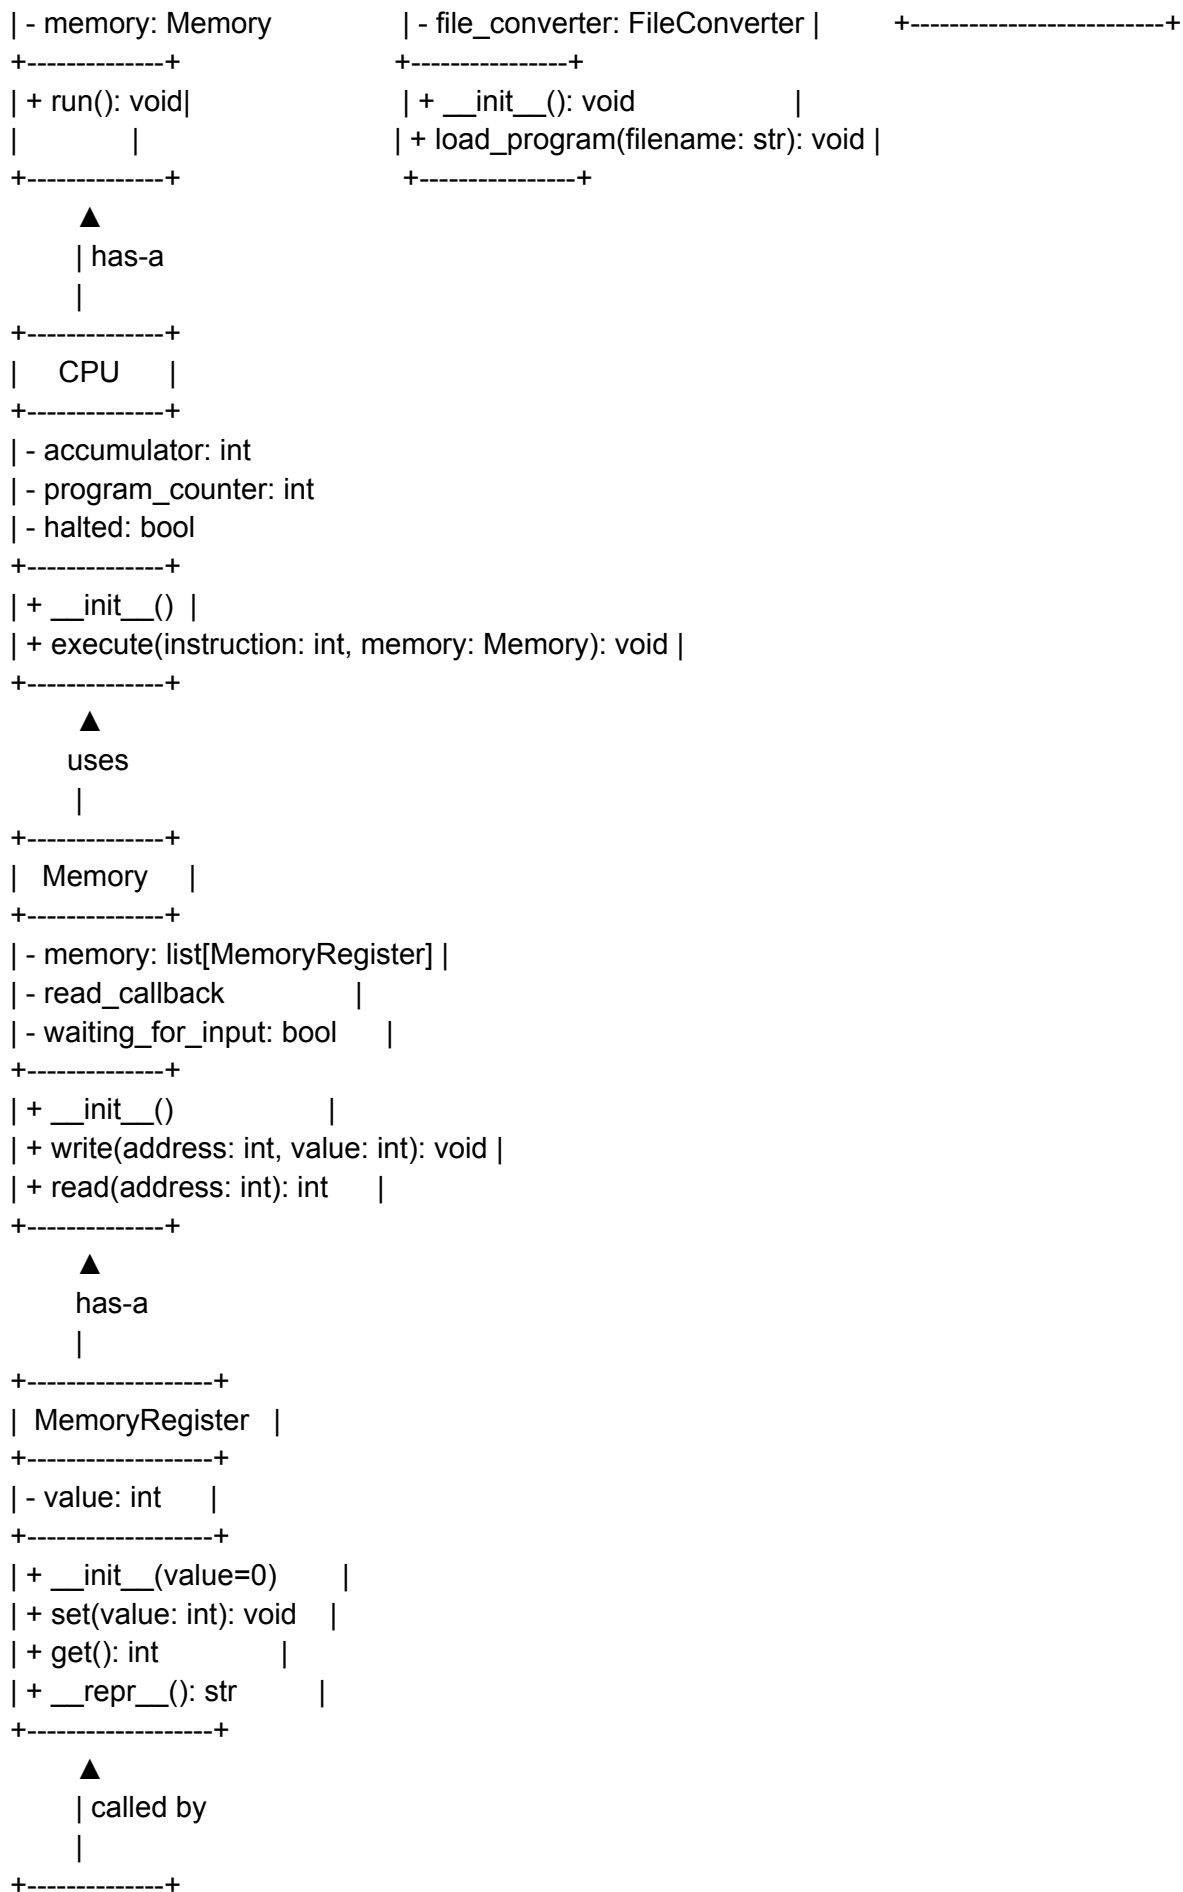 | - memory: Memory                | - file_converter: FileConverter |         +--------------------------+
+--------------+                           +----------------+
| + run(): void|                          | + __init__(): void                    |
|              |                               | + load_program(filename: str): void |
+--------------+                            +----------------+
        ▲
        | has-a
        |
+--------------+
|     CPU      |
+--------------+
| - accumulator: int
| - program_counter: int
| - halted: bool
+--------------+
| + __init__()  |
| + execute(instruction: int, memory: Memory): void |
+--------------+
        ▲
       uses
        |
+--------------+
|   Memory     |
+--------------+
| - memory: list[MemoryRegister] |
| - read_callback                |
| - waiting_for_input: bool      |
+--------------+
| + __init__()                   |
| + write(address: int, value: int): void |
| + read(address: int): int      |
+--------------+
        ▲
        has-a
        |
+-------------------+
|  MemoryRegister   |
+-------------------+
| - value: int      |
+-------------------+
| + __init__(value=0)        |
| + set(value: int): void    |
| + get(): int               |
| + __repr__(): str          |
+-------------------+
        ▲
        | called by
        |
+--------------+